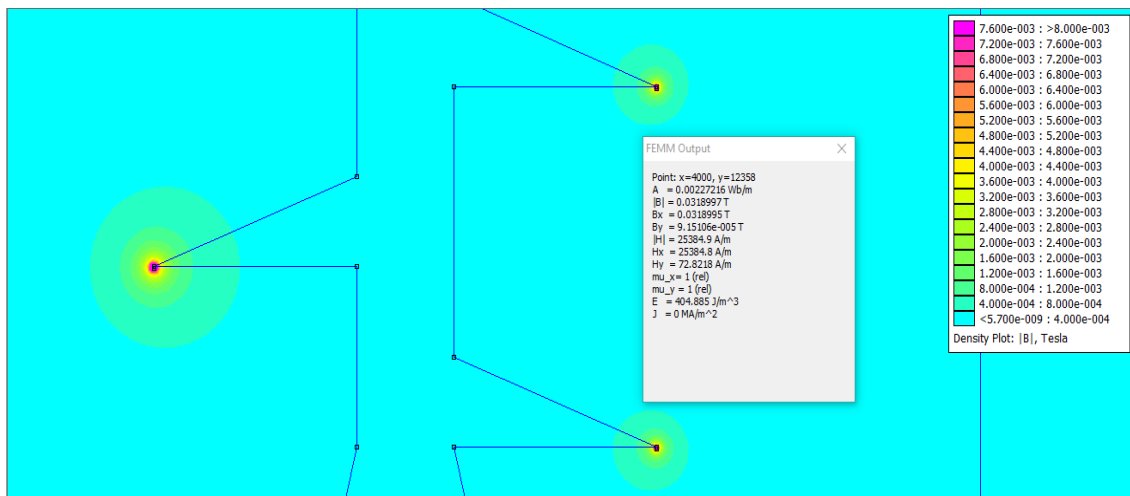 7.600e-003 : >8.000e-003
7.200e-003 : 7.600e-003
6.800e-003 : 7.200e-003
6.400e-003 : 6.800e-003
6.000e-003 : 6.400e-003
5.600e-003 : 6.000e-003
5.200e-003 : 5.600e-003
4.800e-003 : 5.200e-003
4.400e-003 : 4.800e-003
4.000e-003 : 4.400e-003
3.600e-003 : 4.000e-003
3.200e-003 : 3.600e-003
2.800e-003 : 3.200e-003
2.400e-003 : 2.800e-003
2.000e-003 : 2.400e-003
1.600e-003 : 2.000e-003
1.200e-003 : 1.600e-003
8.000e-004 : 1.200e-003
4.000e-004 : 8.000e-004
<5.700e-009 : 4.000e-004
Density Plot: |B|, Tesla
FEMM Output
Point: x=4000, y=12358
A = 0.00227216 Wb/m
|B| = 0.0318997 T
Bx = 0.0318995 T
By = 9.15106e-005 T
|H| = 25384.9 A/m
Hx = 25384.8 A/m
Hy = 72.8218 A/m
mu_x= 1 (rel)
mu_y = 1 (rel)
E = 404.885 J/m^3
J = 0 MA/m^2